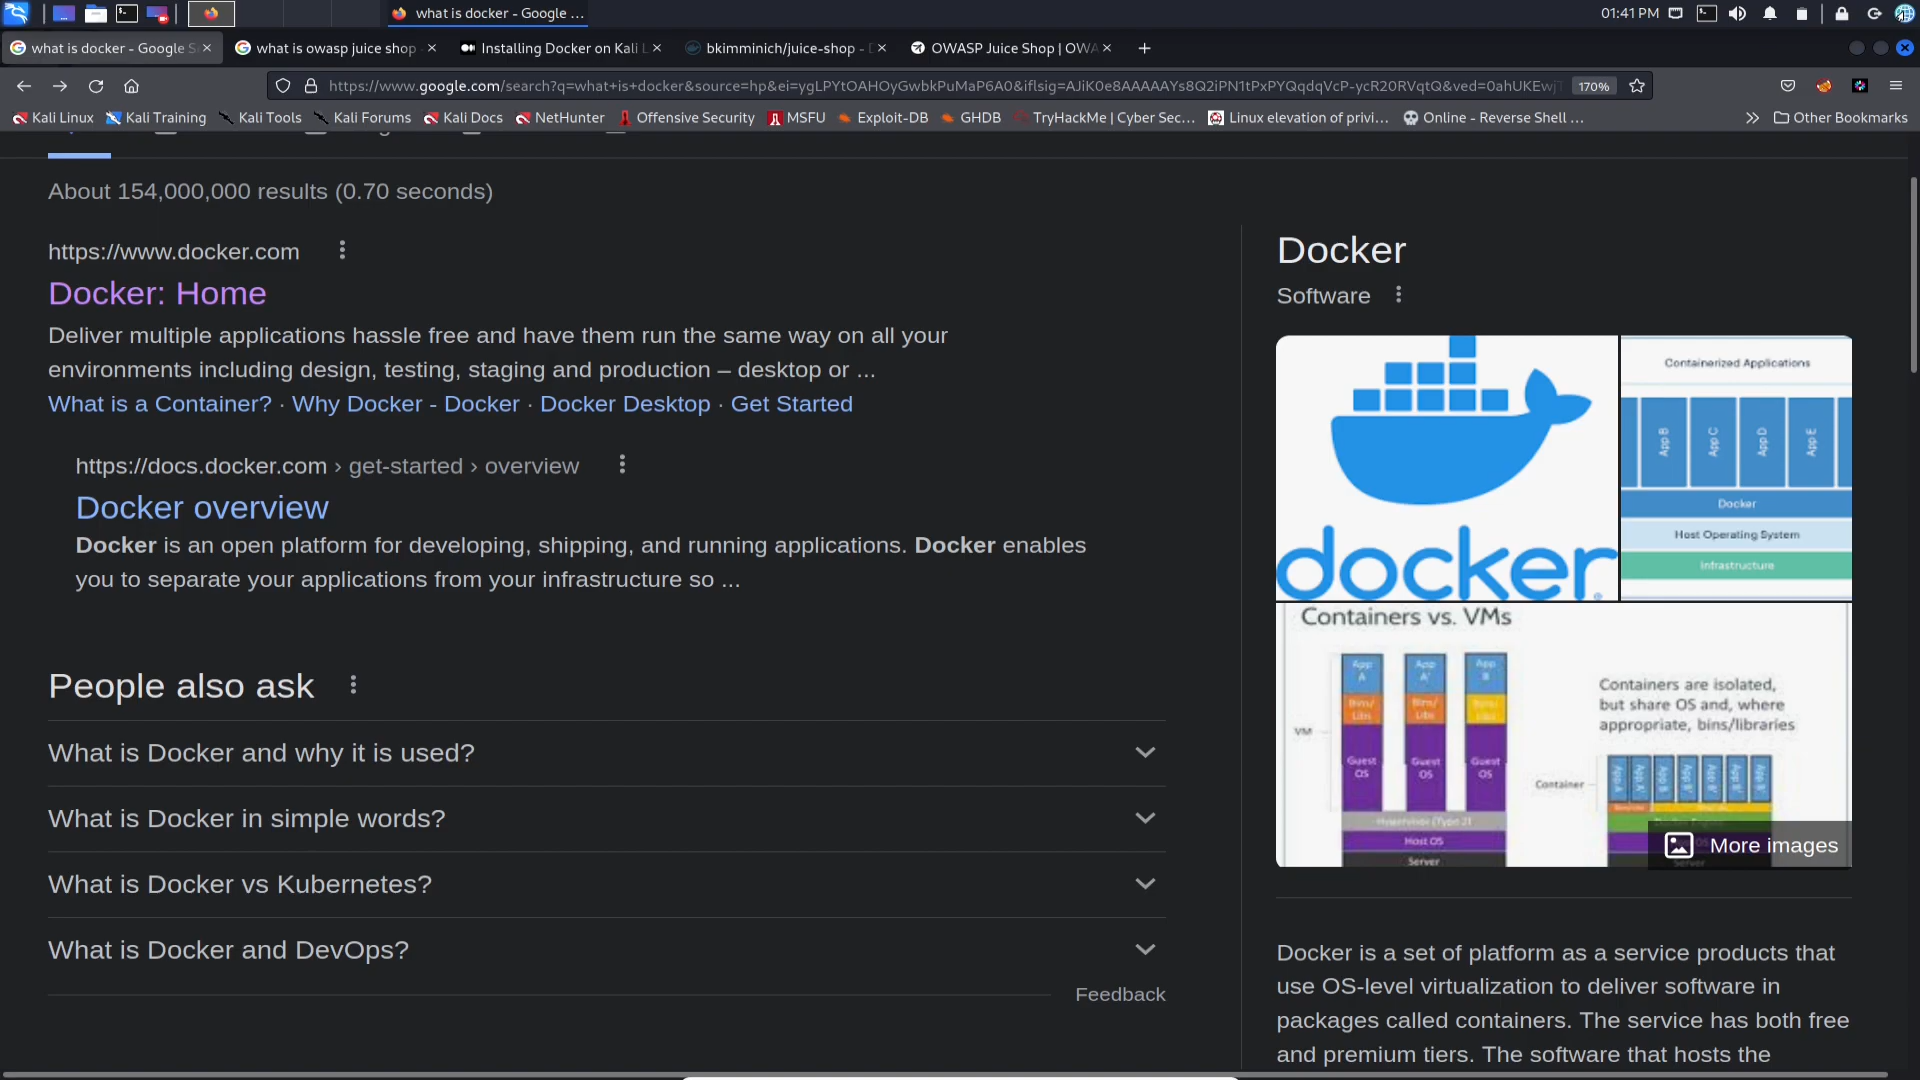 what is docker - Google ...
01:41 PM
what is docker - Google S
what is owasp juice shop
Installing Docker on Kali L
bkimminich/juice-shop - D
OWASP Juice Shop | OWA
https://www.google.com/search?q=what+is+docker&source=hp&ei=ygLPYtOAHOyGwbkPuMaP6A0&iflsig=AJiK0e8AAAAAYs8Q2iPN1tPxPYQqdqVcP-ycR20RVqtQ&ved=0ahUKEwj
170%
Kali Linux
Kali Training
Kali Tools
Kali Forums
Kali Docs
NetHunter
Offensive Security
MSFU
Exploit-DB
GHDB
TryHackMe | Cyber Sec...
Linux elevation of privi...
Online - Reverse Shell ...
Other Bookmarks
About 154,000,000 results (0.70 seconds)
https://www.docker.com
Docker: Home
Deliver multiple applications hassle free and have them run the same way on all your
environments including design, testing, staging and production – desktop or ...
What is a Container? · Why Docker - Docker · Docker Desktop · Get Started
https://docs.docker.com › get-started › overview
Docker overview
Docker is an open platform for developing, shipping, and running applications. Docker enables
you to separate your applications from your infrastructure so ...
People also ask
What is Docker and why it is used?
What is Docker in simple words?
What is Docker vs Kubernetes?
What is Docker and DevOps?
Feedback
Docker
Software
docker
Containerized Applications
App B
App C
App D
App E
Docker
Host Operating System
Infrastructure
Containers vs. VMs
App A
App A'
App B
Bins/ Libs
Bins/ Libs
Bins/ Libs
VM
Guest OS
Guest OS
Guest OS
Hypervisor (Type 2)
Host OS
Server
Containers are isolated,
but share OS and, where
appropriate, bins/libraries
Container
More images
Docker is a set of platform as a service products that
use OS-level virtualization to deliver software in
packages called containers. The service has both free
and premium tiers. The software that hosts the